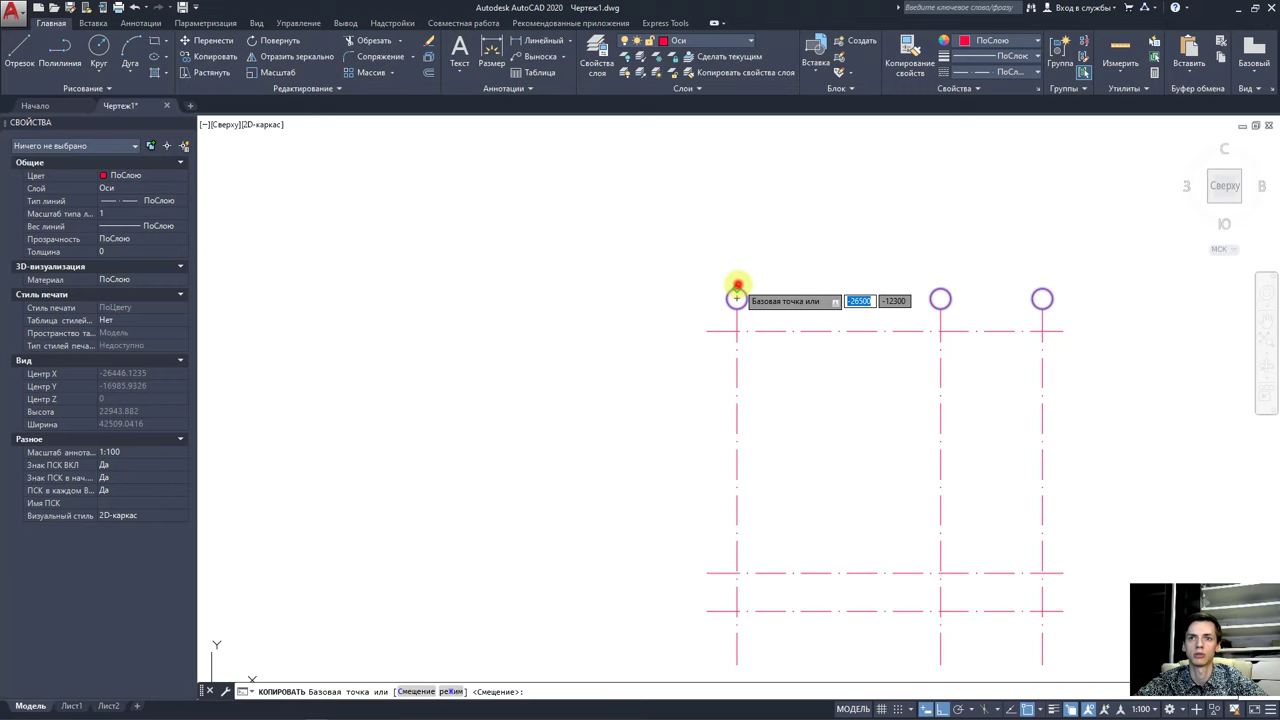 Autodesk AutoCAD 2020 Чертеж1.dwg
Введите ключевое слово/фразу
Вход в службы
Главная Вставка Аннотации Параметризация Вид Управление Вывод Надстройки Совместная работа Рекомендованные приложения Express Tools
Отрезок Полилиния Круг Дуга
Перенести Повернуть Обрезать
Копировать Отразить зеркально Сопряжение
Растянуть Масштаб Массив
Текст Размер
Линейный
Выноска
Таблица
Свойства слоя
Оси
Сделать текущим
Копировать свойства слоя
Вставка
Создать
Копирование свойств
ПоСлою
ПоСлою
ПоСл...
Группа
Измерить
Вставить
Базовый
Рисование Редактирование Аннотации Слои Блок Свойства Группы Утилиты Буфер обмена Вид
Начало Чертеж1*
СВОЙСТВА
[−][Сверху][2D-каркас]
Ничего не выбрано
Общие
Цвет ПоСлою
Слой Оси
Тип линий ПоСлою
Масштаб типа л... 1
Вес линий ПоСлою
Прозрачность ПоСлою
Толщина 0
3D-визуализация
Материал ПоСлою
Стиль печати
Стиль печати ПоЦвету
Таблица стилей... Нет
Пространство та... Модель
Тип стилей печа... Недоступно
Вид
Центр X -26446.1235
Центр Y -16985.9326
Центр Z 0
Высота 22943.882
Ширина 42509.0416
Разное
Масштаб аннота... 1:100
Знак ПСК ВКЛ Да
Знак ПСК в нач.... Да
ПСК в каждом В... Да
Имя ПСК
Визуальный стиль 2D-каркас
С
З Сверху В
Ю
МСК
Базовая точка или -26500 -12300
Y
X
КОПИРОВАТЬ Базовая точка или [Смещение реЖим] <Смещение>:
Модель Лист1 Лист2 +
МОДЕЛЬ 1:100